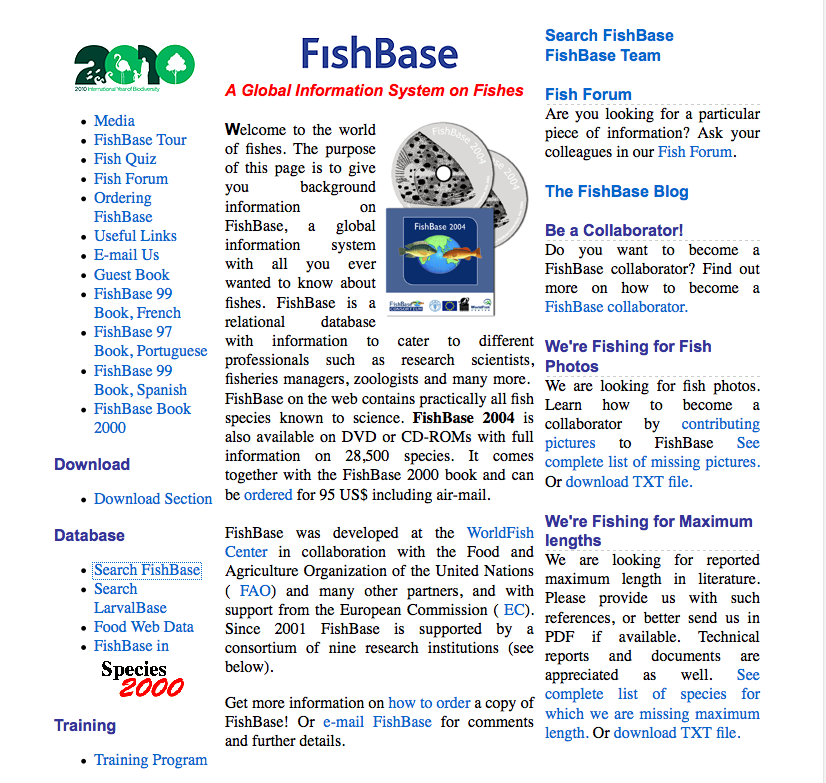 2010
2010 International Year of Biodiversity
Media
FishBase Tour
Fish Quiz
Fish Forum
Ordering
FishBase
Useful Links
E-mail Us
Guest Book
FishBase 99
Book, French
FishBase 97
Book, Portuguese
FishBase 99
Book, Spanish
FishBase Book
2000
Download
Download Section
Database
Search FishBase
Search
LarvalBase
Food Web Data
FishBase in
Species
2000
Training
Training Program
FishBase
A Global Information System on Fishes
Welcome to the world
of fishes. The purpose
of this page is to give
you background
information on
FishBase, a global
information system
with all you ever
wanted to know about
fishes. FishBase is a
relational database
with information to cater to different
professionals such as research scientists,
fisheries managers, zoologists and many more.
FishBase on the web contains practically all fish
species known to science. FishBase 2004 is
also available on DVD or CD-ROMs with full
information on 28,500 species. It comes
together with the FishBase 2000 book and can
be ordered for 95 US$ including air-mail.
FishBase 2004
FishBase 2004
FishBase 2004
FishBase was developed at the WorldFish
Center in collaboration with the Food and
Agriculture Organization of the United Nations
( FAO) and many other partners, and with
support from the European Commission ( EC).
Since 2001 FishBase is supported by a
consortium of nine research institutions (see
below).
Get more information on how to order a copy of
FishBase! Or e-mail FishBase for comments
and further details.
Search FishBase
FishBase Team
Fish Forum
Are you looking for a particular
piece of information? Ask your
colleagues in our Fish Forum.
The FishBase Blog
Be a Collaborator!
Do you want to become a
FishBase collaborator? Find out
more on how to become a
FishBase collaborator.
We're Fishing for Fish
Photos
We are looking for fish photos.
Learn how to become a
collaborator by contributing
pictures to FishBase See
complete list of missing pictures.
Or download TXT file.
We're Fishing for Maximum
lengths
We are looking for reported
maximum length in literature.
Please provide us with such
references, or better send us in
PDF if available. Technical
reports and documents are
appreciated as well. See
complete list of species for
which we are missing maximum
length. Or download TXT file.